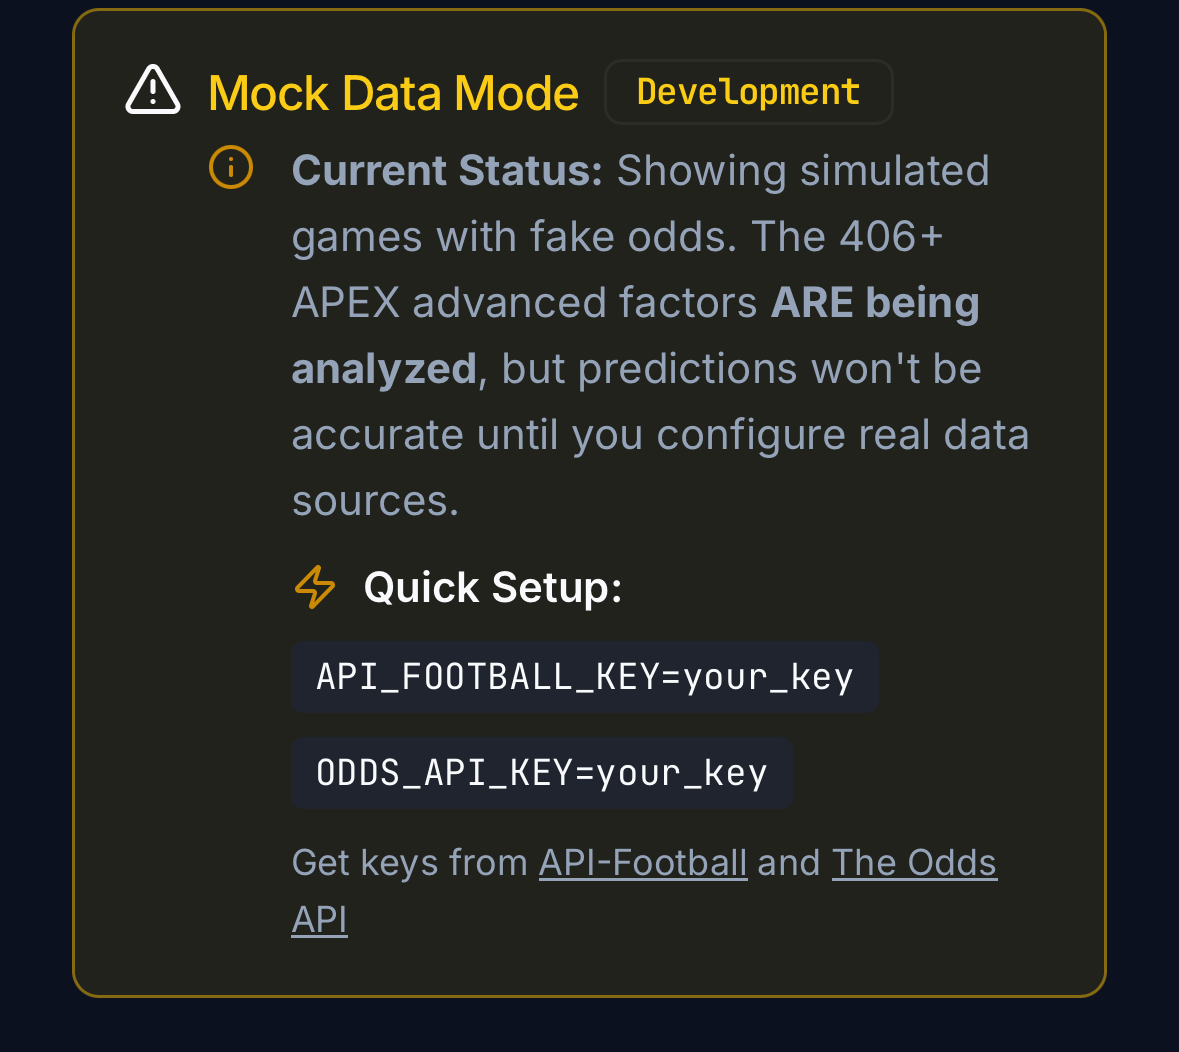 Mock Data Mode Development
Current Status: Showing simulated
games with fake odds. The 406+
APEX advanced factors ARE being
analyzed, but predictions won't be
accurate until you configure real data
sources.
Quick Setup:
API_FOOTBALL_KEY=your_key
ODDS_API_KEY=your_key
Get keys from API-Football and The Odds
API